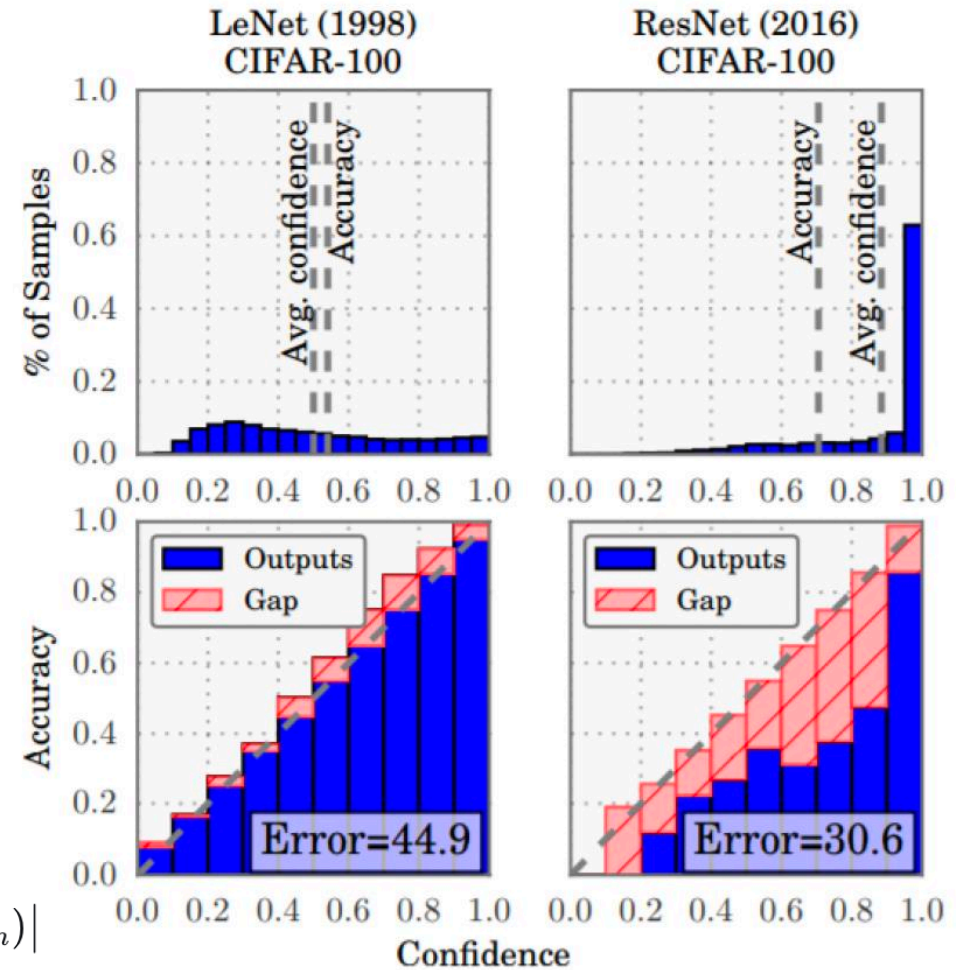 LeNet (1998)
CIFAR-100
ResNet (2016)
CIFAR-100
% of Samples
1.0
0.8
0.6
0.4
0.2
0.0
Avg. confidence
Accuracy
Accuracy
Avg. confidence
0.0 0.2 0.4 0.6 0.8 1.0
0.0 0.2 0.4 0.6 0.8 1.0
Accuracy
1.0
0.8
0.6
0.4
0.2
0.0
Outputs
Gap
Error=44.9
Outputs
Gap
Error=30.6
0.0 0.2 0.4 0.6 0.8 1.0
0.0 0.2 0.4 0.6 0.8 1.0
Confidence